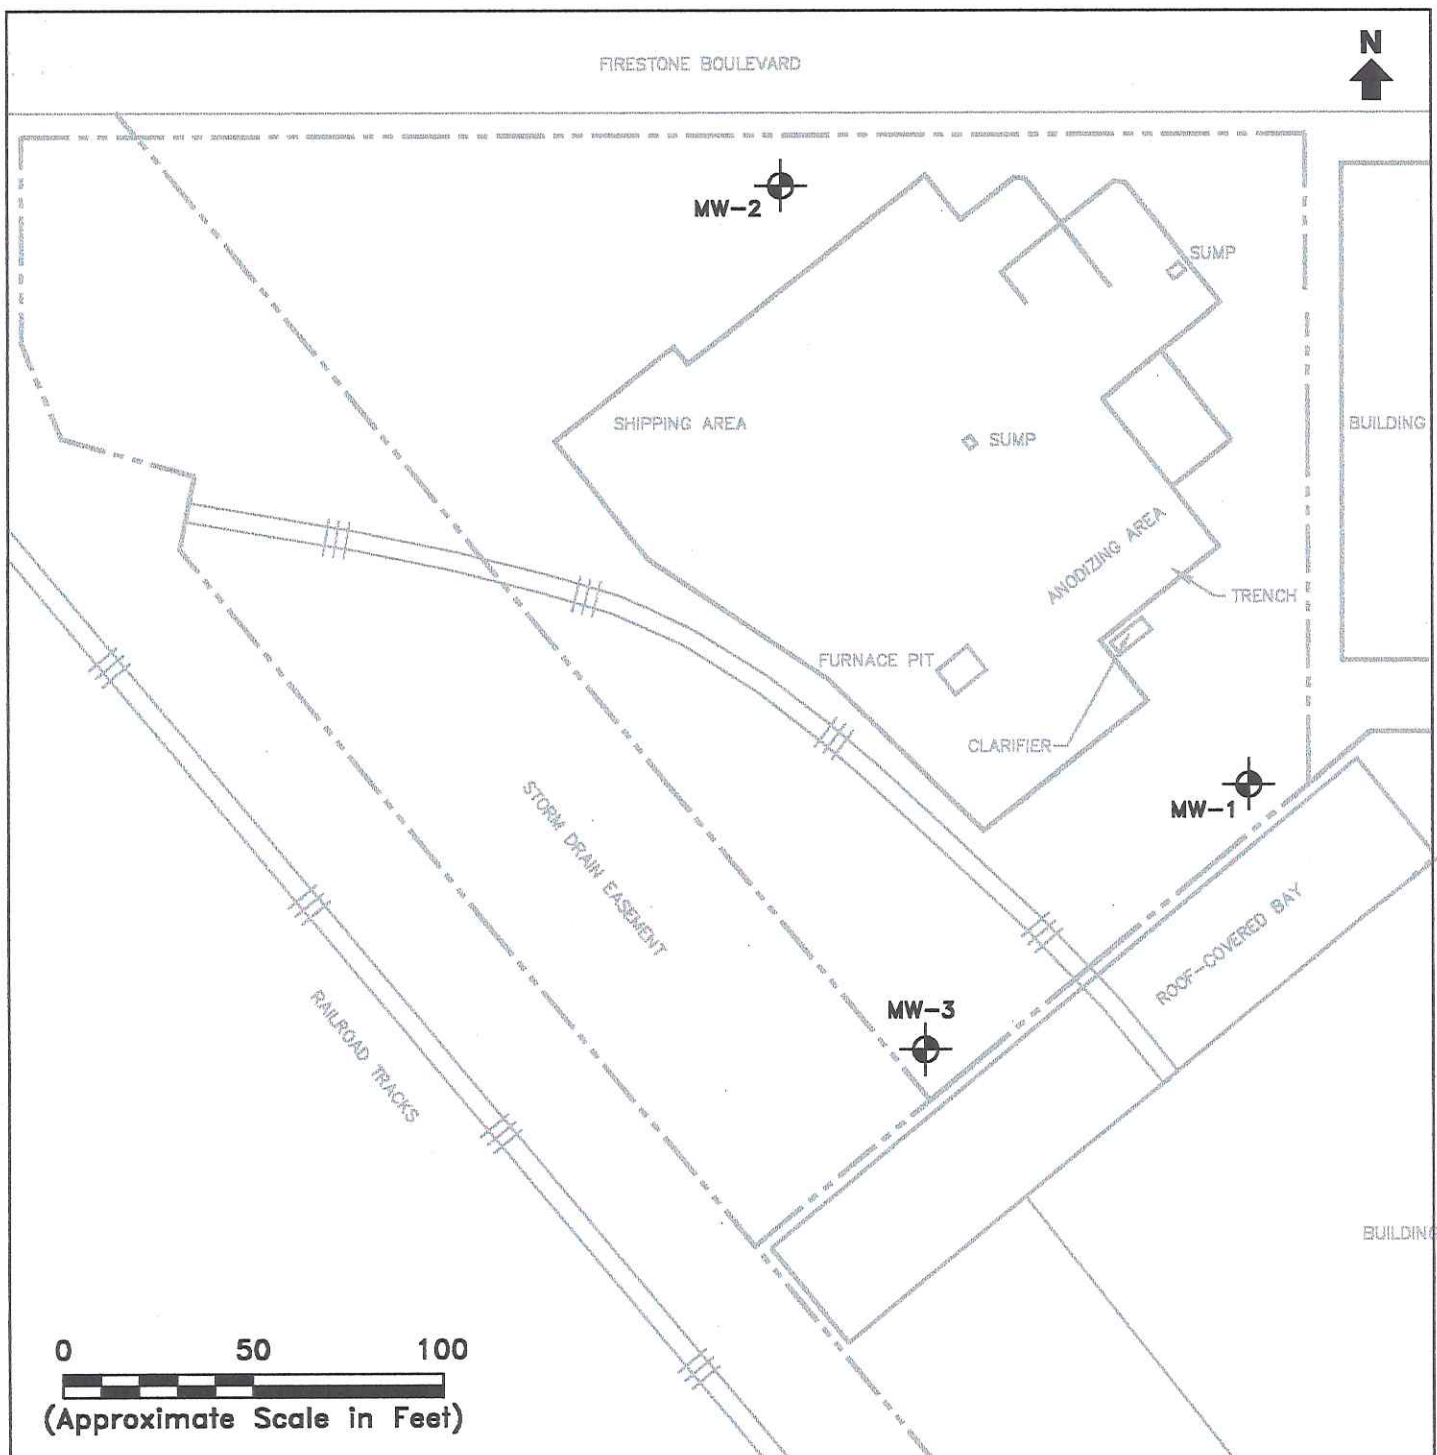 FIRESTONE BOULEVARD
N
MW-2
SUMP
SHIPPING AREA
SUMP
BUILDING
ANODIZING AREA
TRENCH
FURNACE PIT
CLARIFIER
MW-1
STORM DRAIN EASEMENT
ROOF-COVERED BAY
MW-3
RAILROAD TRACKS
BUILDING
0 50 100
(Approximate Scale in Feet)